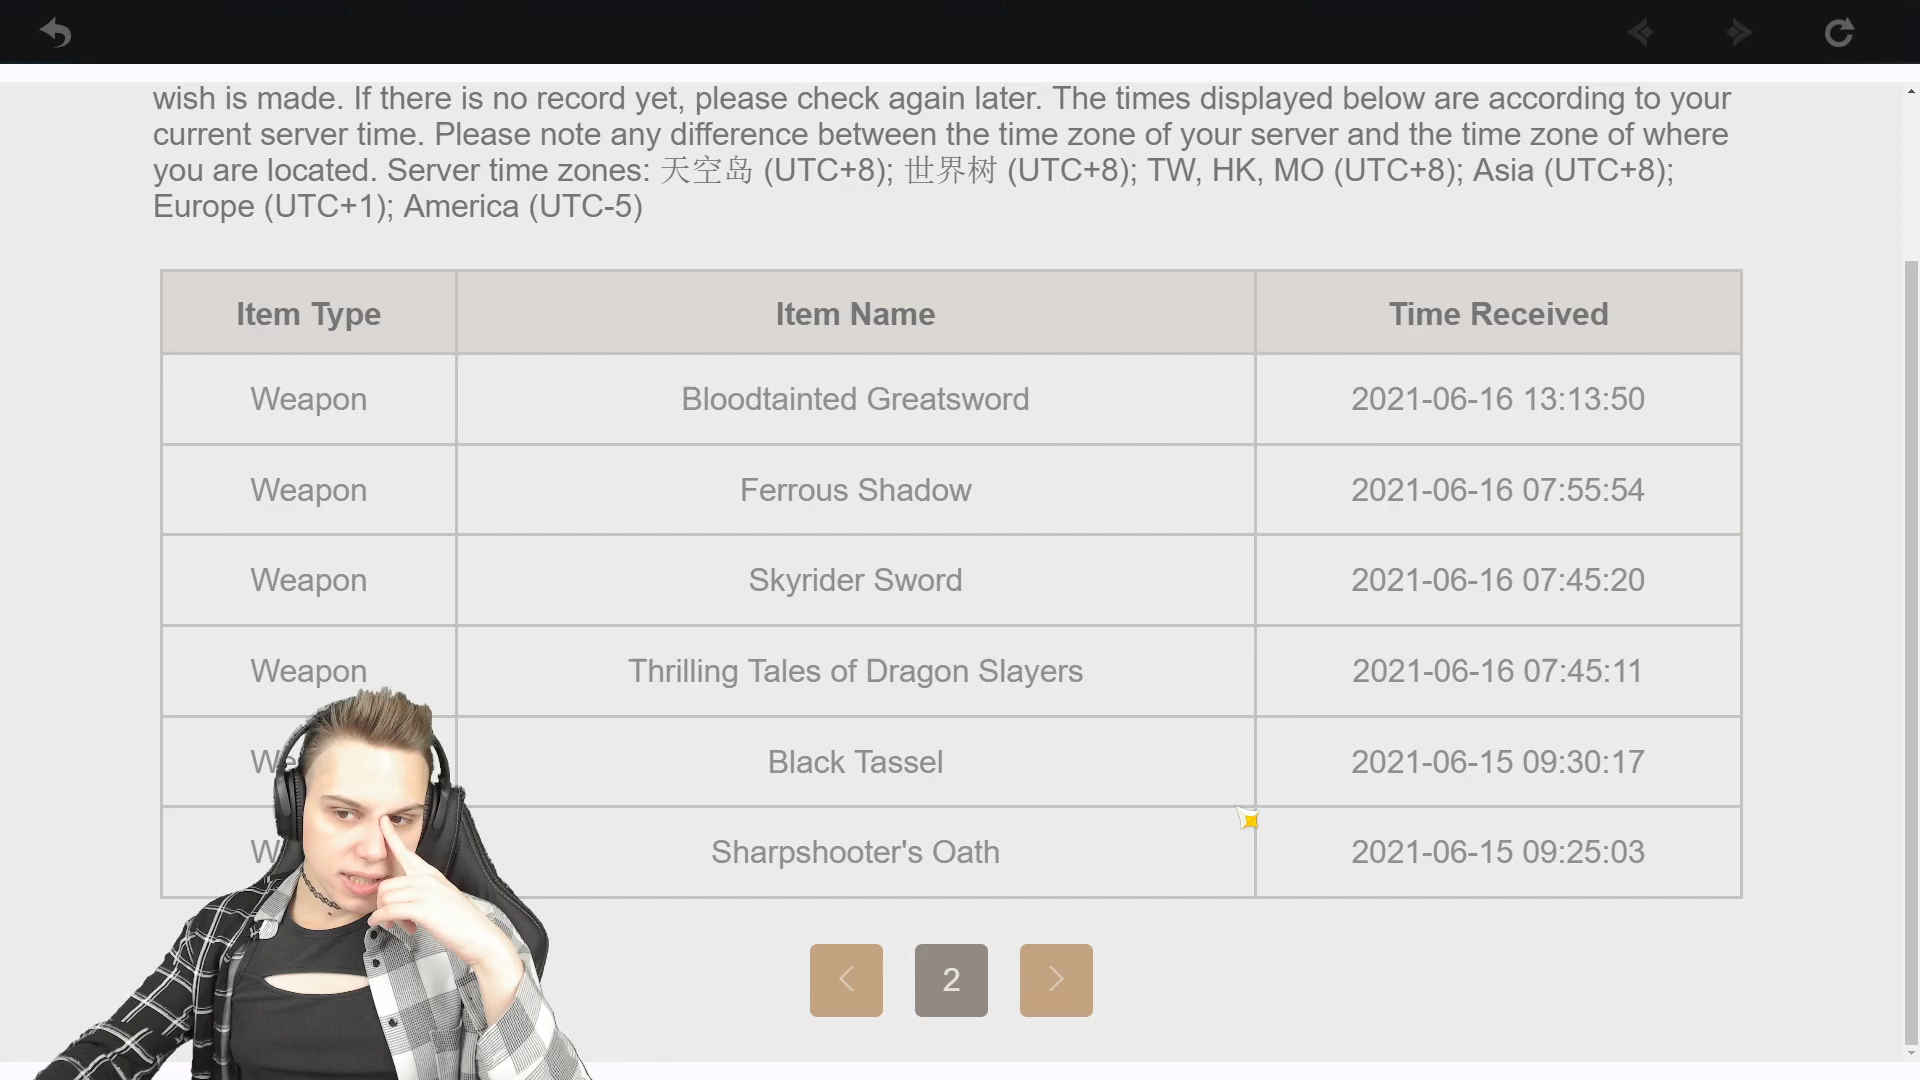 wish is made. If there is no record yet, please check again later. The times displayed below are according to your
current server time. Please note any difference between the time zone of your server and the time zone of where
you are located. Server time zones: 天空岛 (UTC+8); 世界树 (UTC+8); TW, HK, MO (UTC+8); Asia (UTC+8);
Europe (UTC+1); America (UTC-5)
Item Type Item Name Time Received
Weapon Bloodtainted Greatsword 2021-06-16 13:13:50
Weapon Ferrous Shadow 2021-06-16 07:55:54
Weapon Skyrider Sword 2021-06-16 07:45:20
Weapon Thrilling Tales of Dragon Slayers 2021-06-16 07:45:11
Black Tassel 2021-06-15 09:30:17
Sharpshooter's Oath 2021-06-15 09:25:03
2